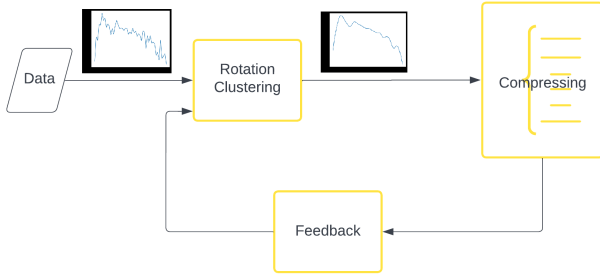 Data
Rotation
Clustering
Compressing
Feedback